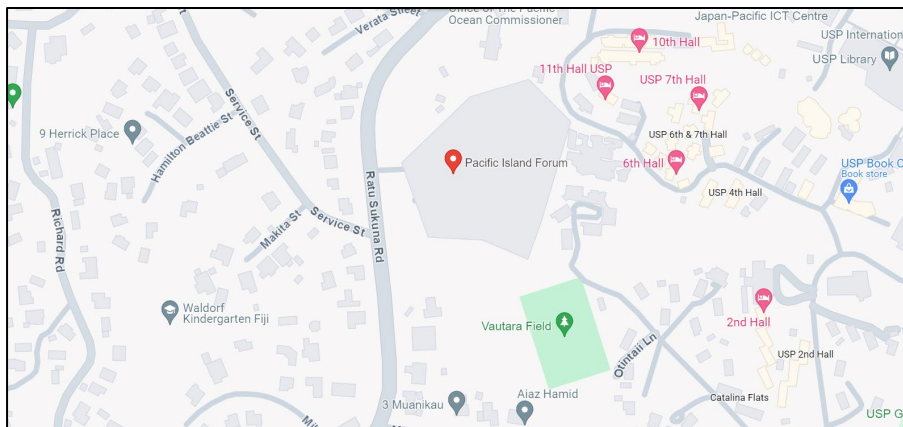 Verata Street
Office Of The Pacific
Ocean Commissioner
Japan-Pacific ICT Centre
10th Hall
USP Internation
USP Library
11th Hall USP
USP 7th Hall
Service St
9 Herrick Place
Hamilton Beattie St
USP 6th & 7th Hall
Pacific Island Forum
6th Hall
USP Book C
Book store
USP 4th Hall
Ratu Sukuna Rd
Richard Rd
Makita St
Service St
2nd Hall
Waldorf
Kindergarten Fiji
Vautara Field
Otintaii Ln
USP 2nd Hall
Aiaz Hamid
3 Muanikau
Catalina Flats
USP G